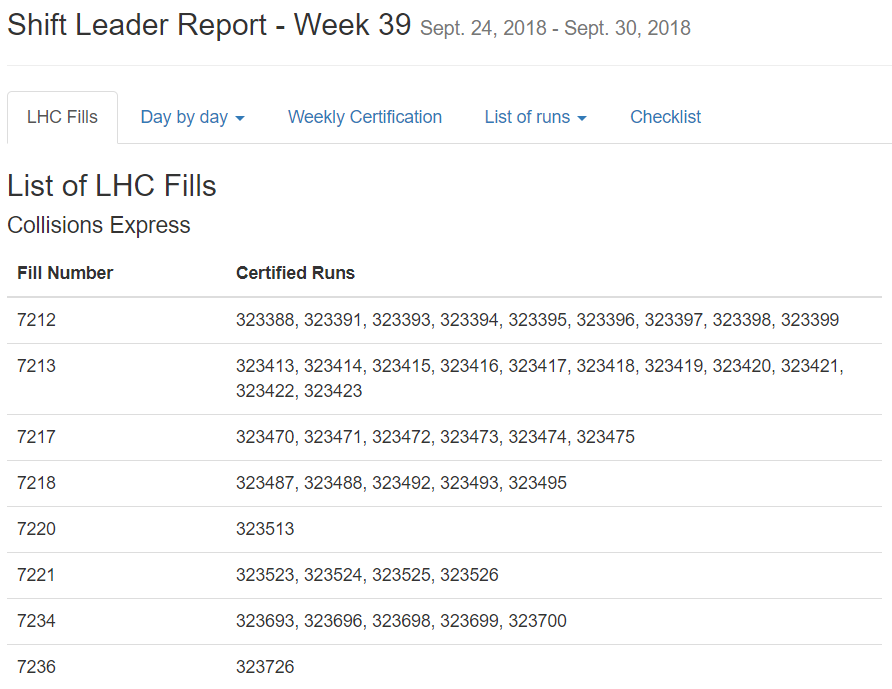 Shift Leader Report - Week 39 Sept. 24, 2018 - Sept. 30, 2018
LHC Fills Day by day Weekly Certification List of runs Checklist
List of LHC Fills
Collisions Express
Fill Number Certified Runs
7212 323388, 323391, 323393, 323394, 323395, 323396, 323397, 323398, 323399
7213 323413, 323414, 323415, 323416, 323417, 323418, 323419, 323420, 323421,
323422, 323423
7217 323470, 323471, 323472, 323473, 323474, 323475
7218 323487, 323488, 323492, 323493, 323495
7220 323513
7221 323523, 323524, 323525, 323526
7234 323693, 323696, 323698, 323699, 323700
7236 323726